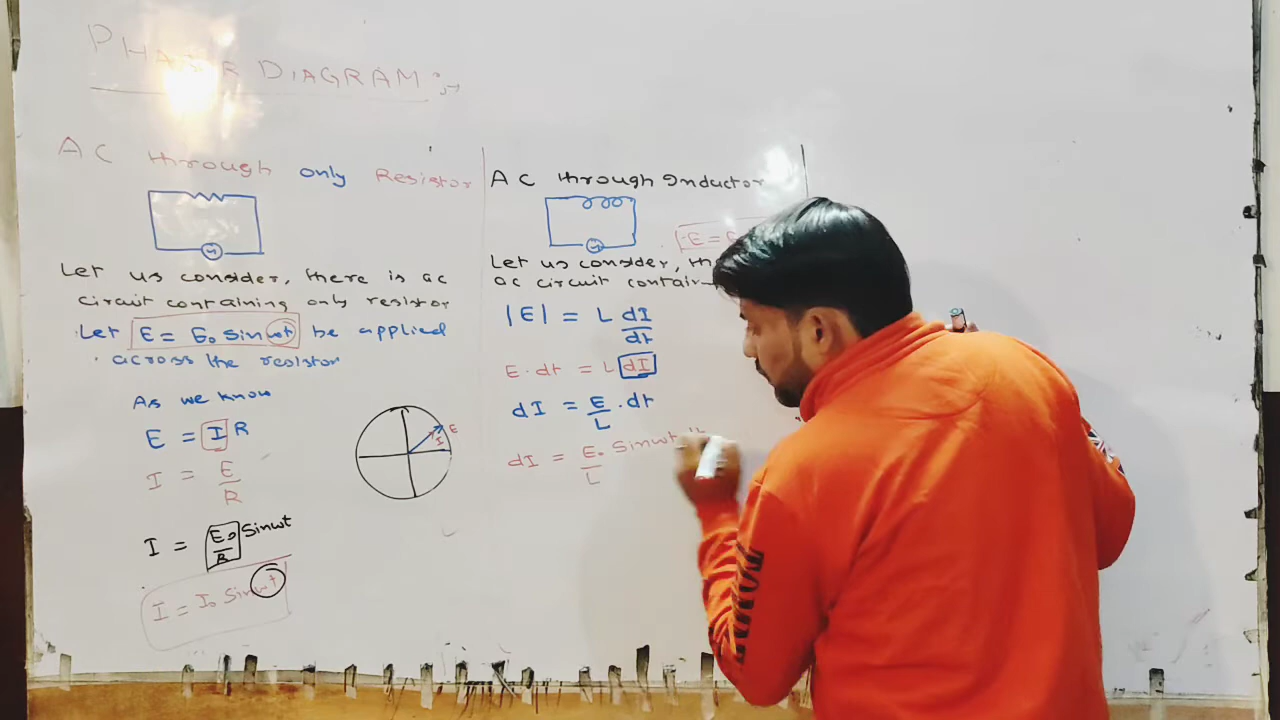 PHASOR DIAGRAM:-
AC through only Resistor
Let us consider, there is ac
circuit containing only resistor
Let E = E₀ sinωt be applied
across the resistor
As we know
E = IR
I = E/R
I = E₀/R Sinωt
I = I₀ Sinωt
E
I
AC through Inductor
E =
Let us consider,
ac circuit contain
|E| = L dI/dt
E·dt = L dI
dI = E/L · dt
dI = E₀/L Sinωt